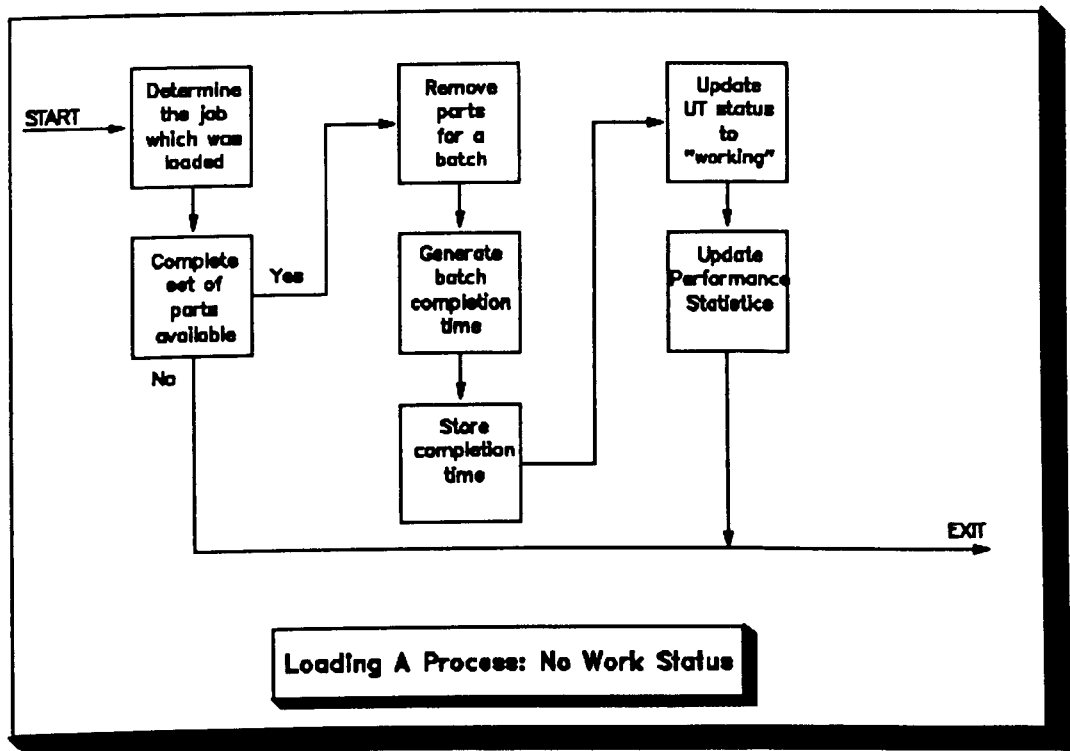 START
Determine
the job
which was
loaded
Complete
set of
parts
available
Yes
No
Remove
parts
for a
batch
Generate
batch
completion
time
Store
completion
time
Update
UT status
to
"working"
Update
Performance
Statistics
EXIT
Loading A Process: No Work Status